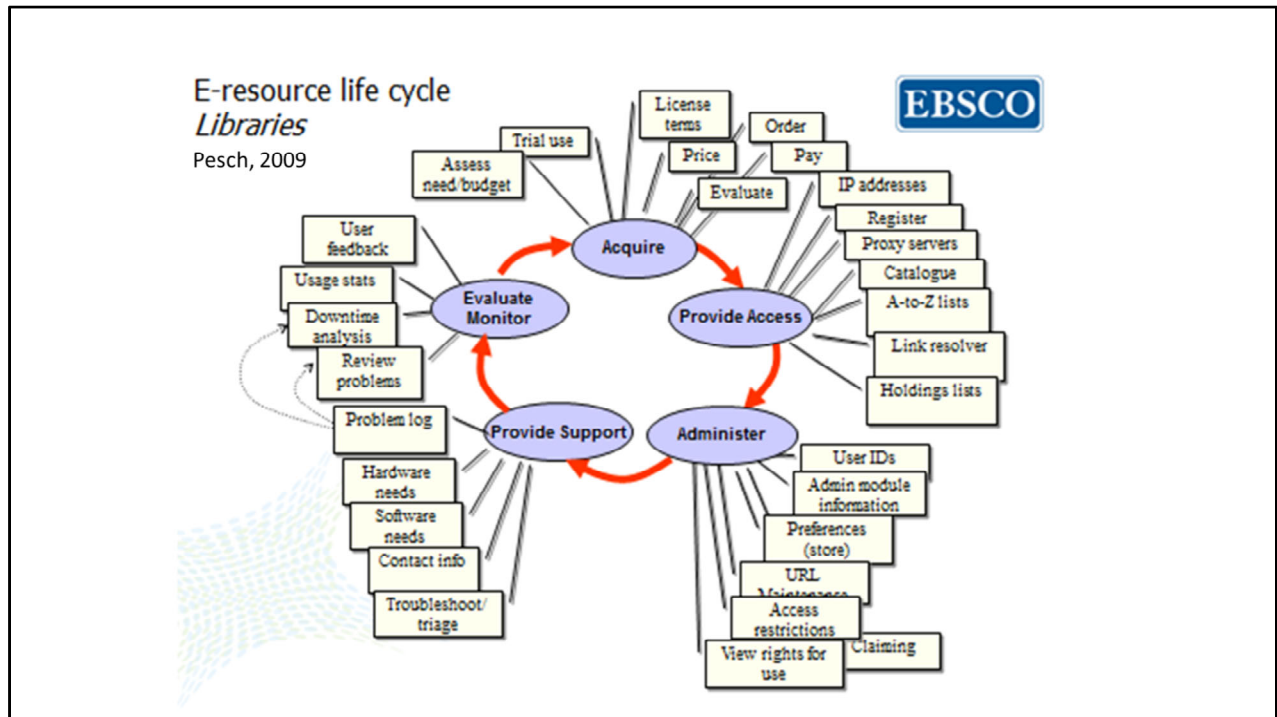 E-resource life cycle
Libraries
Pesch, 2009
EBSCO
Assess
need/budget
Trial use
License
terms
Price
Evaluate
Order
Pay
Acquire
IP addresses
Register
Proxy servers
Catalogue
A-to-Z lists
Link resolver
Holdings lists
Provide Access
Administer
User IDs
Admin module
information
Preferences
(store)
URL
Maintenance
Access
restrictions
Claiming
View rights for
use
Provide Support
Problem log
Hardware
needs
Software
needs
Contact info
Troubleshoot/
triage
Evaluate
Monitor
User
feedback
Usage stats
Downtime
analysis
Review
problems